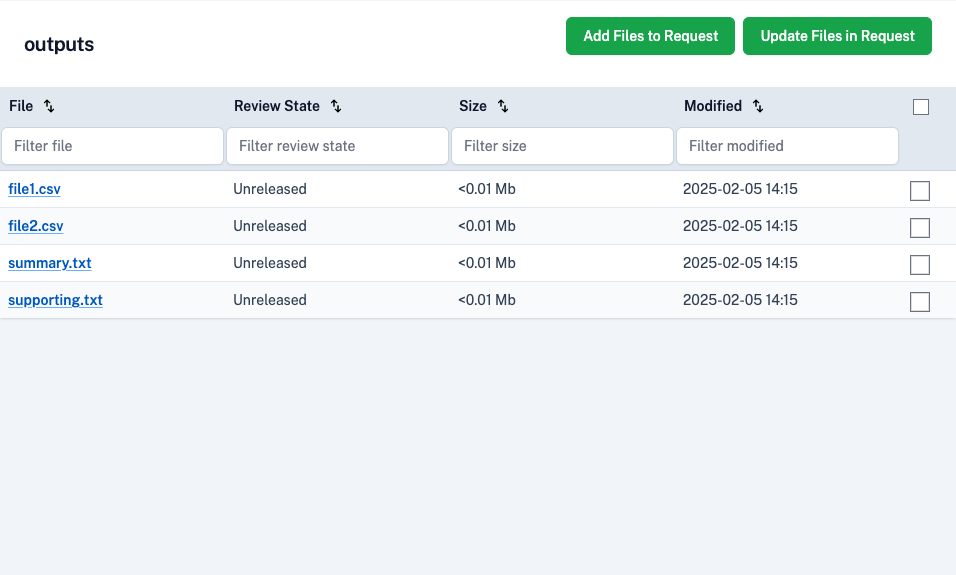 outputs
Add Files to Request Update Files in Request
File Review State Size Modified
Filter file Filter review state Filter size Filter modified
file1.csv Unreleased <0.01 Mb 2025-02-05 14:15
file2.csv Unreleased <0.01 Mb 2025-02-05 14:15
summary.txt Unreleased <0.01 Mb 2025-02-05 14:15
supporting.txt Unreleased <0.01 Mb 2025-02-05 14:15